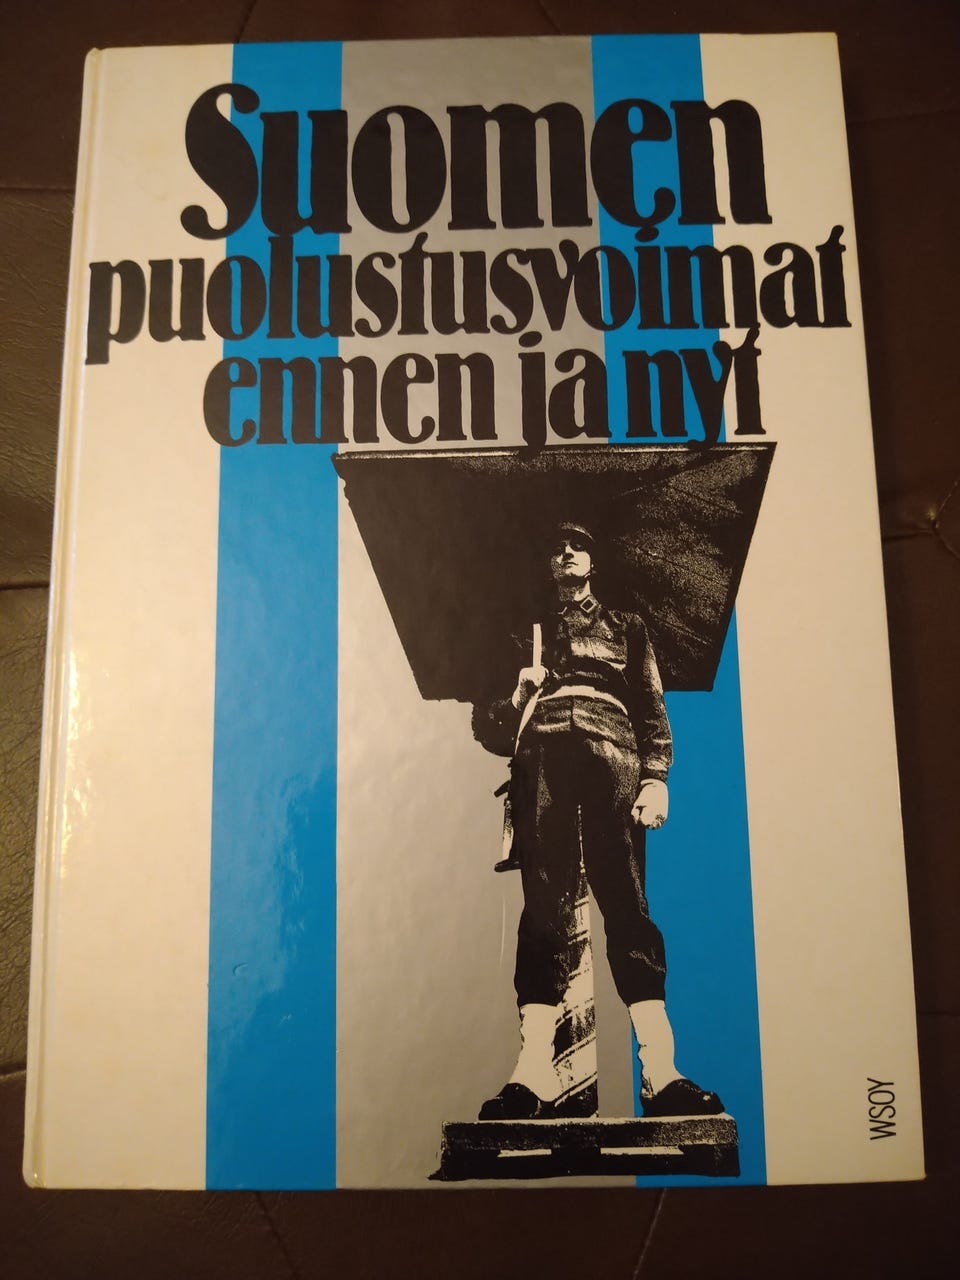 Suomen
puolustusvoimat
ennen ja nyt
WSOY